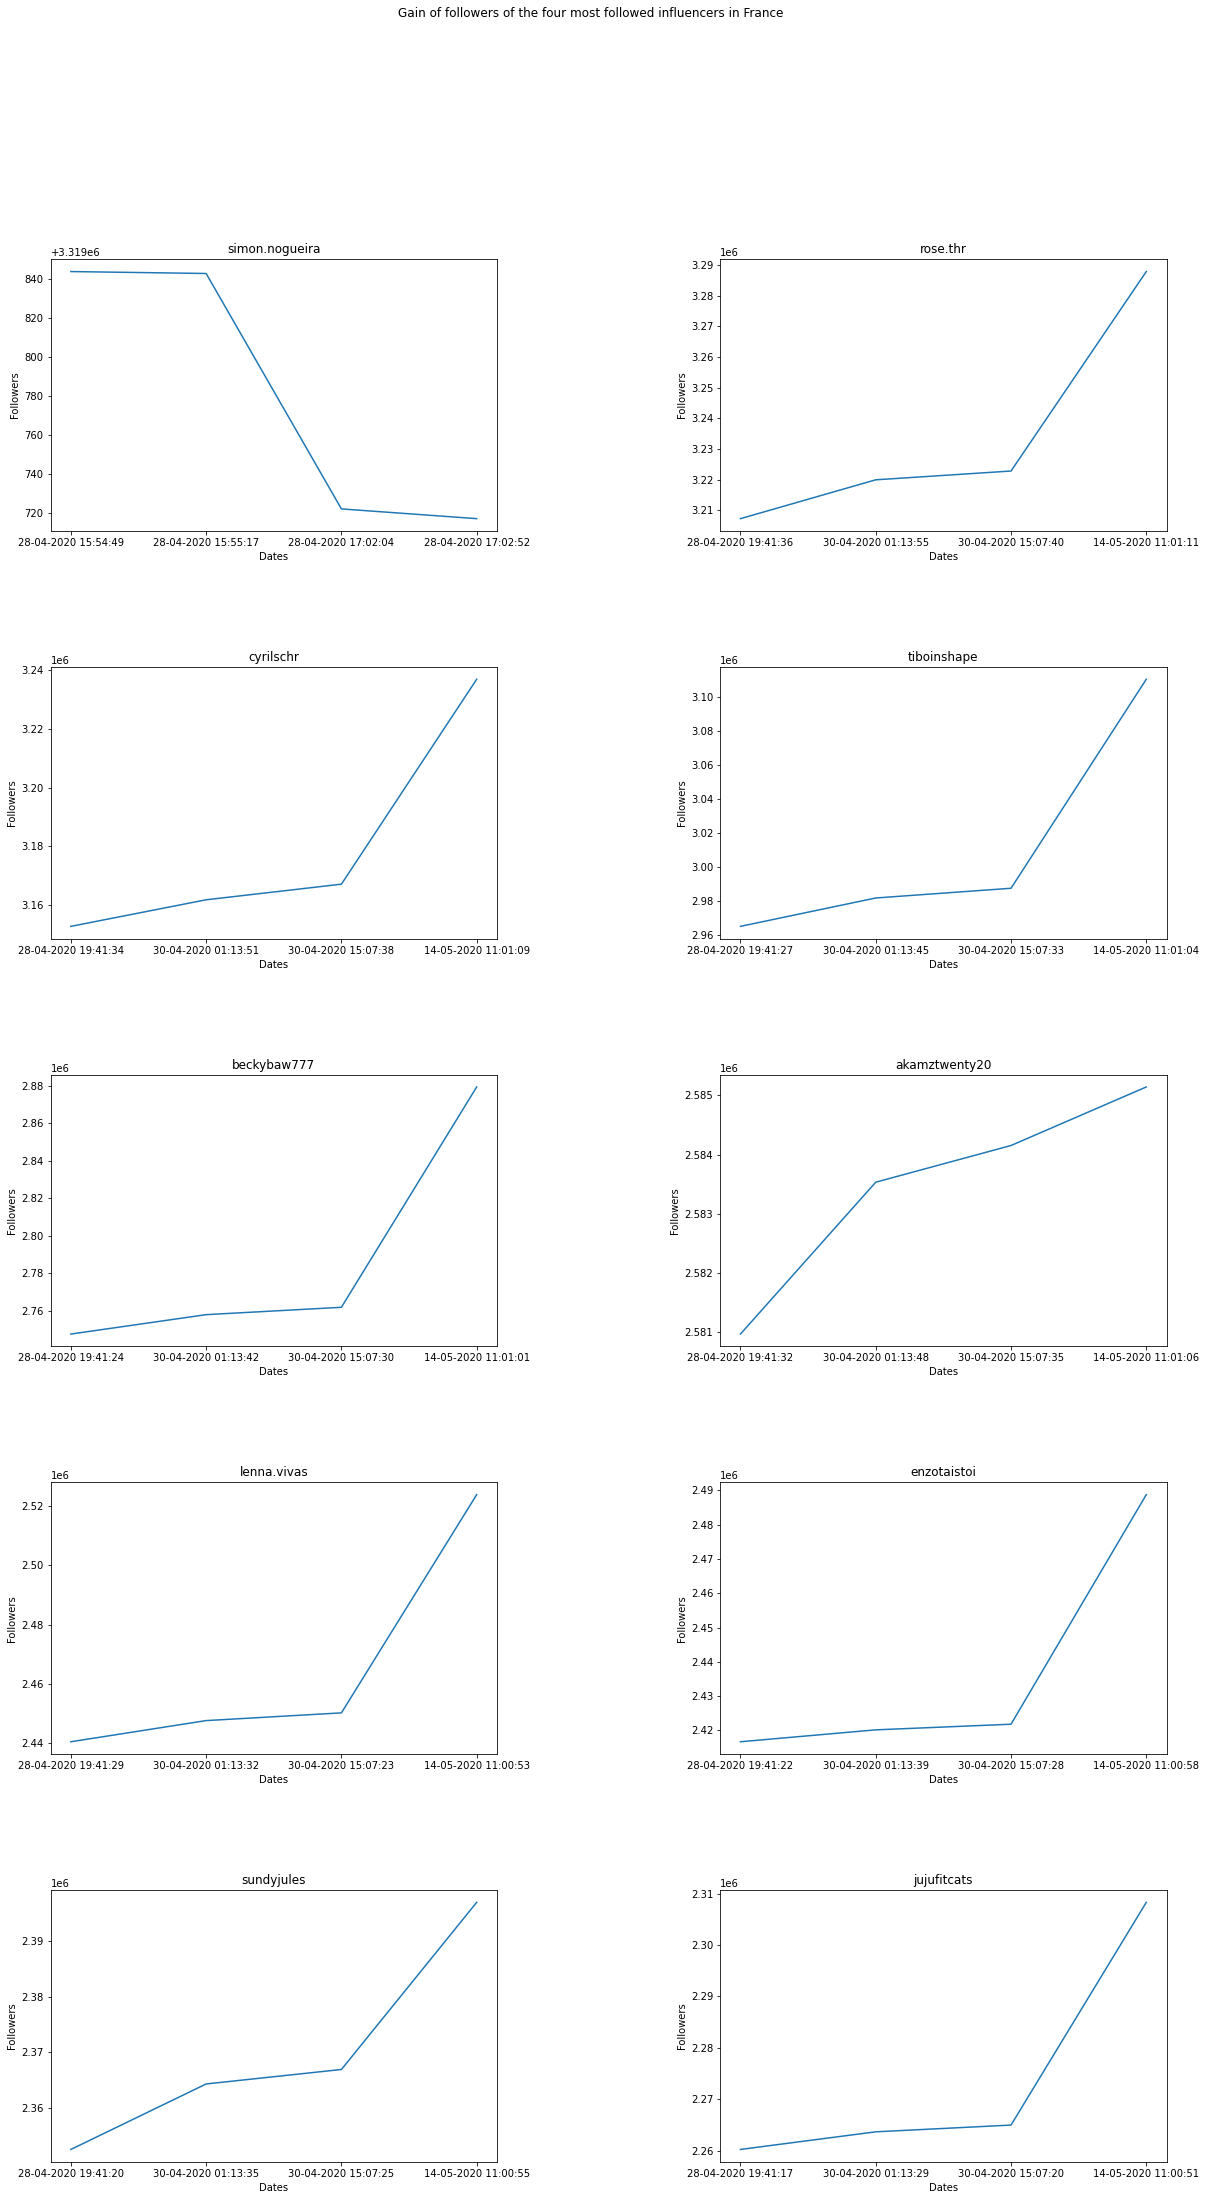 Gain of followers of the four most followed influencers in France
simon.nogueira
+3.319e6
840
820
800
780
760
740
720
Followers
28-04-2020 15:54:49
28-04-2020 15:55:17
28-04-2020 17:02:04
28-04-2020 17:02:52
Dates
rose.thr
1e6
3.29
3.28
3.27
3.26
3.25
3.24
3.23
3.22
3.21
Followers
28-04-2020 19:41:36
30-04-2020 01:13:55
30-04-2020 15:07:40
14-05-2020 11:01:11
Dates
cyrilschr
1e6
3.24
3.22
3.20
3.18
3.16
Followers
28-04-2020 19:41:34
30-04-2020 01:13:51
30-04-2020 15:07:38
14-05-2020 11:01:09
Dates
tiboinshape
1e6
3.10
3.08
3.06
3.04
3.02
3.00
2.98
2.96
Followers
28-04-2020 19:41:27
30-04-2020 01:13:45
30-04-2020 15:07:33
14-05-2020 11:01:04
Dates
beckybaw777
1e6
2.88
2.86
2.84
2.82
2.80
2.78
2.76
Followers
28-04-2020 19:41:24
30-04-2020 01:13:42
30-04-2020 15:07:30
14-05-2020 11:01:01
Dates
akamztwenty20
1e6
2.585
2.584
2.583
2.582
2.581
Followers
28-04-2020 19:41:32
30-04-2020 01:13:48
30-04-2020 15:07:35
14-05-2020 11:01:06
Dates
lenna.vivas
1e6
2.52
2.50
2.48
2.46
2.44
Followers
28-04-2020 19:41:29
30-04-2020 01:13:32
30-04-2020 15:07:23
14-05-2020 11:00:53
Dates
enzotaistoi
1e6
2.49
2.48
2.47
2.46
2.45
2.44
2.43
2.42
Followers
28-04-2020 19:41:22
30-04-2020 01:13:39
30-04-2020 15:07:28
14-05-2020 11:00:58
Dates
sundyjules
1e6
2.39
2.38
2.37
2.36
Followers
28-04-2020 19:41:20
30-04-2020 01:13:35
30-04-2020 15:07:25
14-05-2020 11:00:55
Dates
jujufitcats
1e6
2.31
2.30
2.29
2.28
2.27
2.26
Followers
28-04-2020 19:41:17
30-04-2020 01:13:29
30-04-2020 15:07:20
14-05-2020 11:00:51
Dates